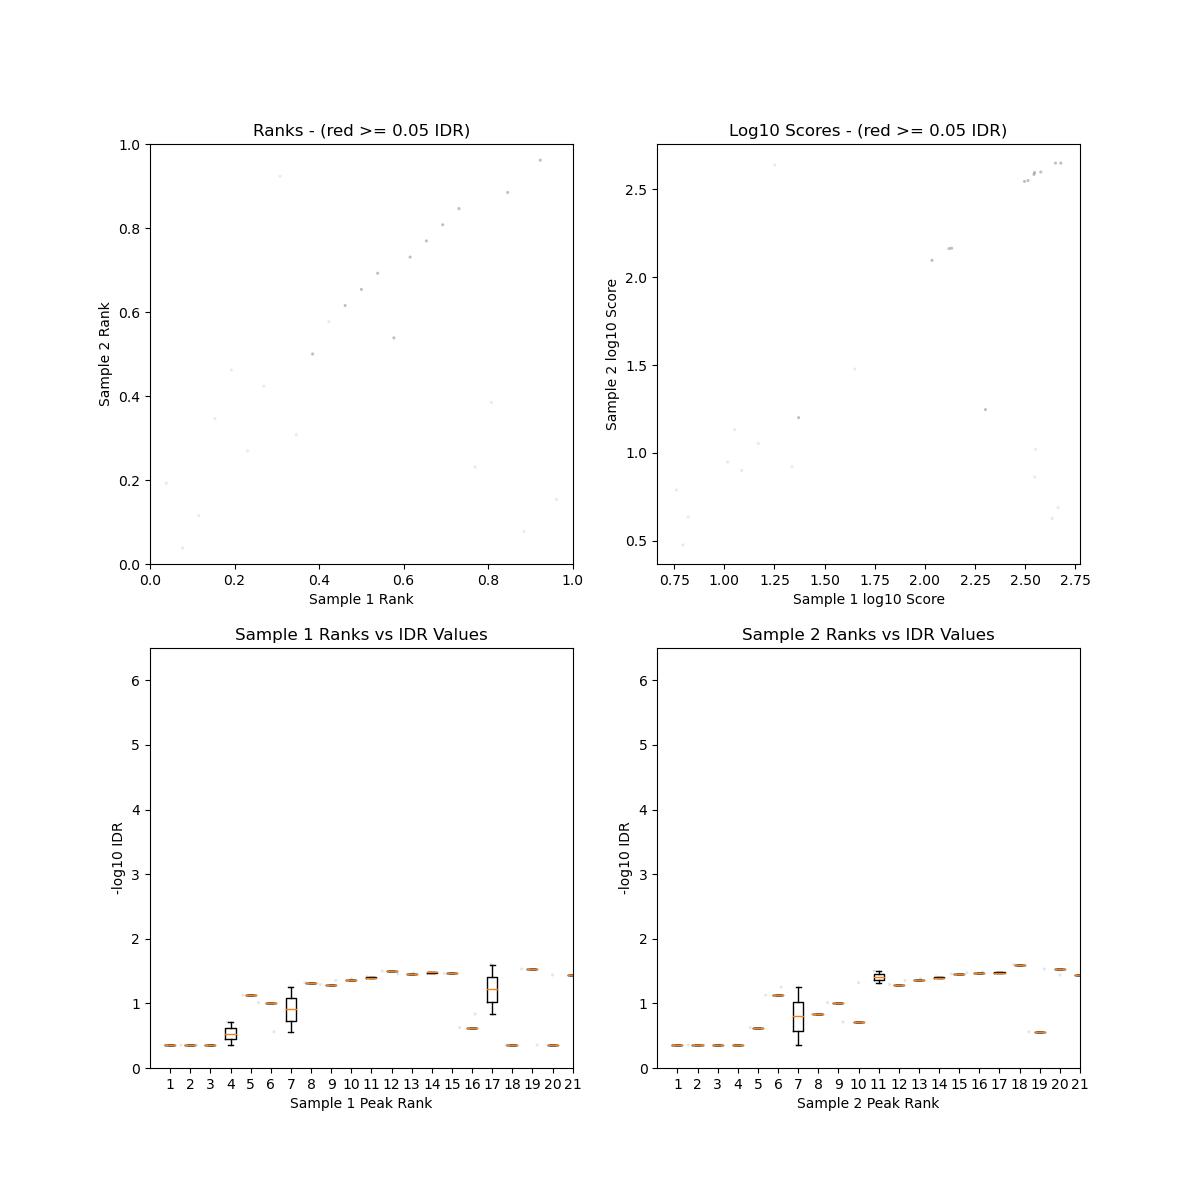 Ranks - (red >= 0.05 IDR)
1.0
0.8
0.6
0.4
0.2
0.0
Sample 2 Rank
0.0 0.2 0.4 0.6 0.8 1.0
Sample 1 Rank
Log10 Scores - (red >= 0.05 IDR)
2.5
2.0
1.5
1.0
0.5
Sample 2 log10 Score
0.75 1.00 1.25 1.50 1.75 2.00 2.25 2.50 2.75
Sample 1 log10 Score
Sample 1 Ranks vs IDR Values
6
5
4
3
2
1
0
-log10 IDR
1 2 3 4 5 6 7 8 9 10 11 12 13 14 15 16 17 18 19 20 21
Sample 1 Peak Rank
Sample 2 Ranks vs IDR Values
6
5
4
3
2
1
0
-log10 IDR
1 2 3 4 5 6 7 8 9 10 11 12 13 14 15 16 17 18 19 20 21
Sample 2 Peak Rank